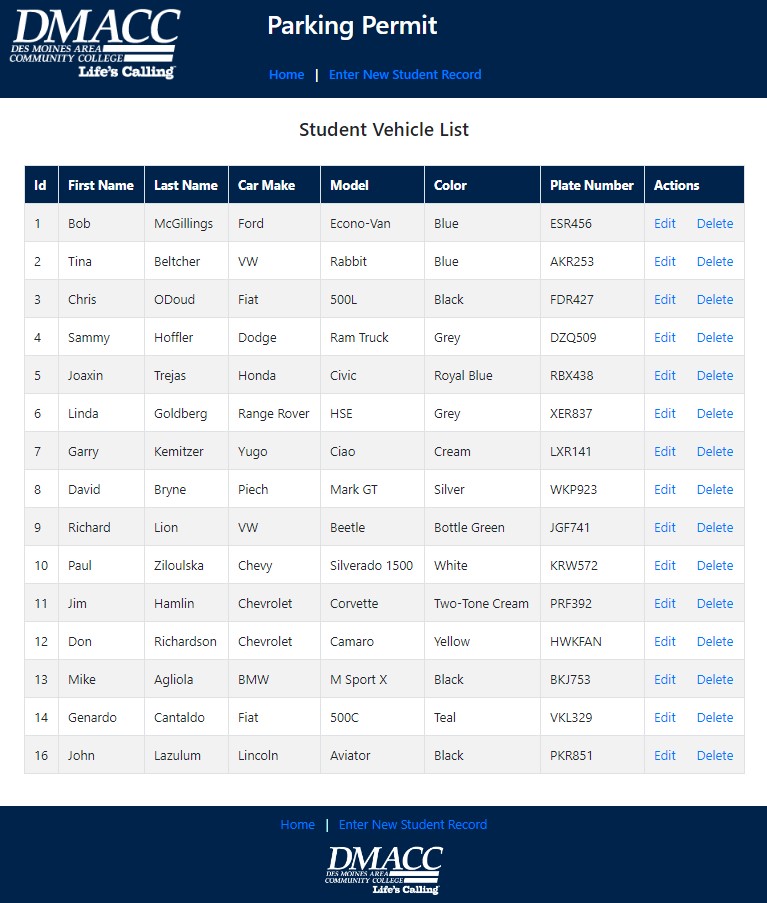 DMACC
DES MOINES AREA
COMMUNITY COLLEGE
Life's Calling
Parking Permit
Home | Enter New Student Record
Student Vehicle List
Id First Name Last Name Car Make Model Color Plate Number Actions
1 Bob McGillings Ford Econo-Van Blue ESR456 Edit Delete
2 Tina Beltcher VW Rabbit Blue AKR253 Edit Delete
3 Chris ODoud Fiat 500L Black FDR427 Edit Delete
4 Sammy Hoffler Dodge Ram Truck Grey DZQ509 Edit Delete
5 Joaxin Trejas Honda Civic Royal Blue RBX438 Edit Delete
6 Linda Goldberg Range Rover HSE Grey XER837 Edit Delete
7 Garry Kemitzer Yugo Ciao Cream LXR141 Edit Delete
8 David Bryne Piech Mark GT Silver WKP923 Edit Delete
9 Richard Lion VW Beetle Bottle Green JGF741 Edit Delete
10 Paul Ziloulska Chevy Silverado 1500 White KRW572 Edit Delete
11 Jim Hamlin Chevrolet Corvette Two-Tone Cream PRF392 Edit Delete
12 Don Richardson Chevrolet Camaro Yellow HWKFAN Edit Delete
13 Mike Agliola BMW M Sport X Black BKJ753 Edit Delete
14 Genardo Cantaldo Fiat 500C Teal VKL329 Edit Delete
16 John Lazulum Lincoln Aviator Black PKR851 Edit Delete
Home | Enter New Student Record
DMACC
DES MOINES AREA
COMMUNITY COLLEGE
Life's Calling